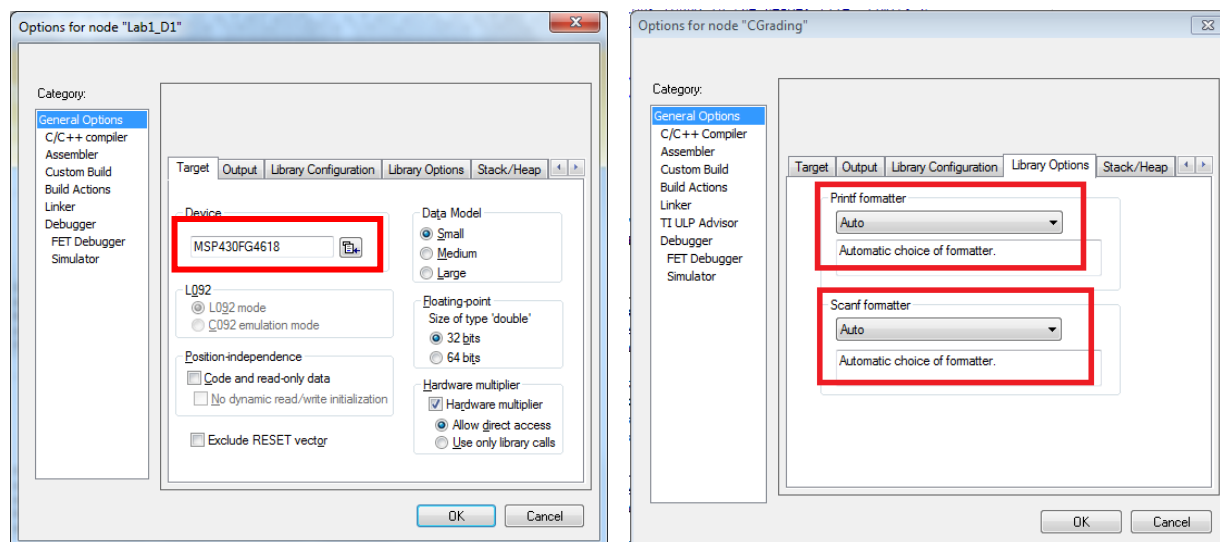 Options for node "Lab1_D1"
Category:
General Options
C/C++ compiler
Assembler
Custom Build
Build Actions
Linker
Debugger
FET Debugger
Simulator
Target Output Library Configuration Library Options Stack/Heap
Device
MSP430FG4618
L092
L092 mode
C092 emulation mode
Position-independence
Code and read-only data
No dynamic read/write initialization
Exclude RESET vector
Data Model
Small
Medium
Large
Floating-point
Size of type 'double'
32 bits
64 bits
Hardware multiplier
Hardware multiplier
Allow direct access
Use only library calls
OK Cancel
Options for node "CGrading"
Category:
General Options
C/C++ Compiler
Assembler
Custom Build
Build Actions
Linker
TI ULP Advisor
Debugger
FET Debugger
Simulator
Target Output Library Configuration Library Options Stack/Heap
Printf formatter
Auto
Automatic choice of formatter.
Scanf formatter
Auto
Automatic choice of formatter.
OK Cancel